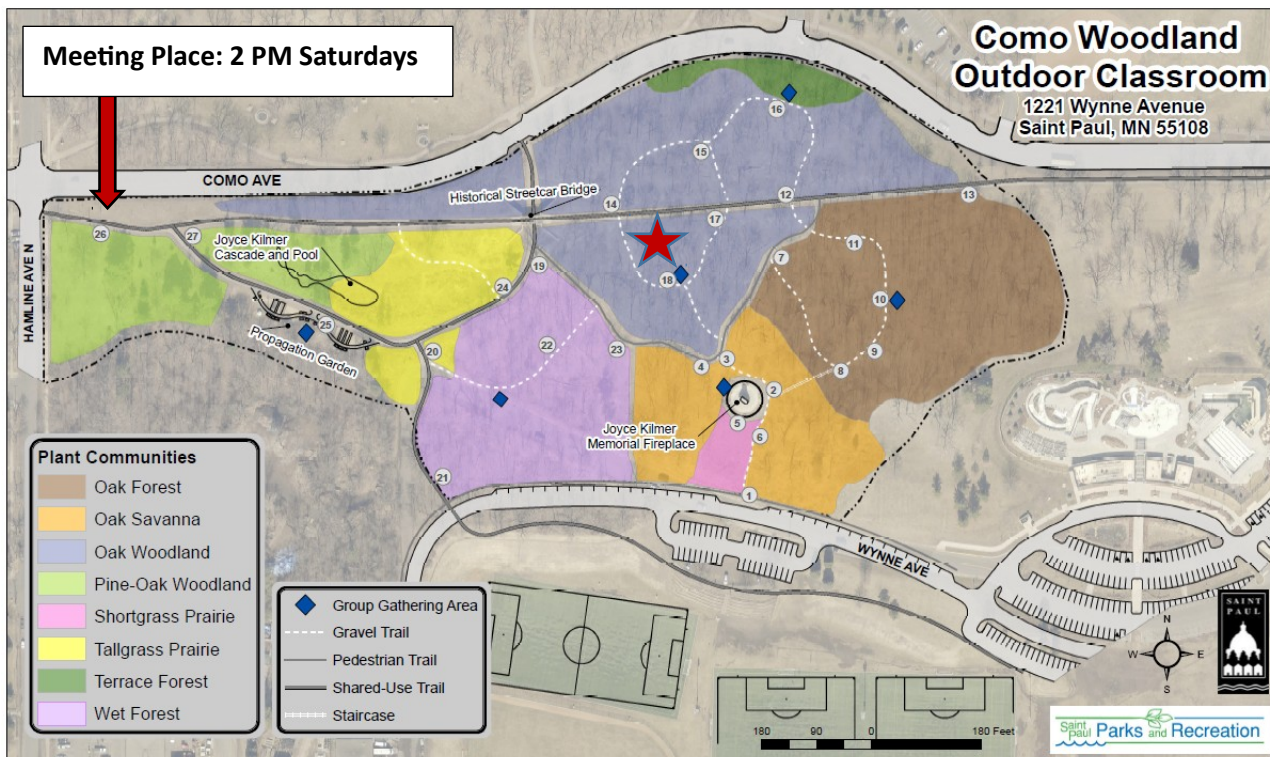 Meeting Place: 2 PM Saturdays
Como Woodland
Outdoor Classroom
1221 Wynne Avenue
Saint Paul, MN 55108
COMO AVE
HAMLINE AVE N
Historical Streetcar Bridge
Joyce Kilmer
Cascade and Pool
Propagation Garden
Joyce Kilmer
Memorial Fireplace
WYNNE AVE
16
15
12
13
14
17
26
27
11
19
7
18
24
10
25
20
22
23
4
3
9
8
2
5
6
21
1
Plant Communities
Oak Forest
Oak Savanna
Oak Woodland
Pine-Oak Woodland
Shortgrass Prairie
Tallgrass Prairie
Terrace Forest
Wet Forest
Group Gathering Area
Gravel Trail
Pedestrian Trail
Shared-Use Trail
Staircase
N
W E
S
SAINT
PAUL
180 90 0 180 Feet
Saint Paul Parks and Recreation